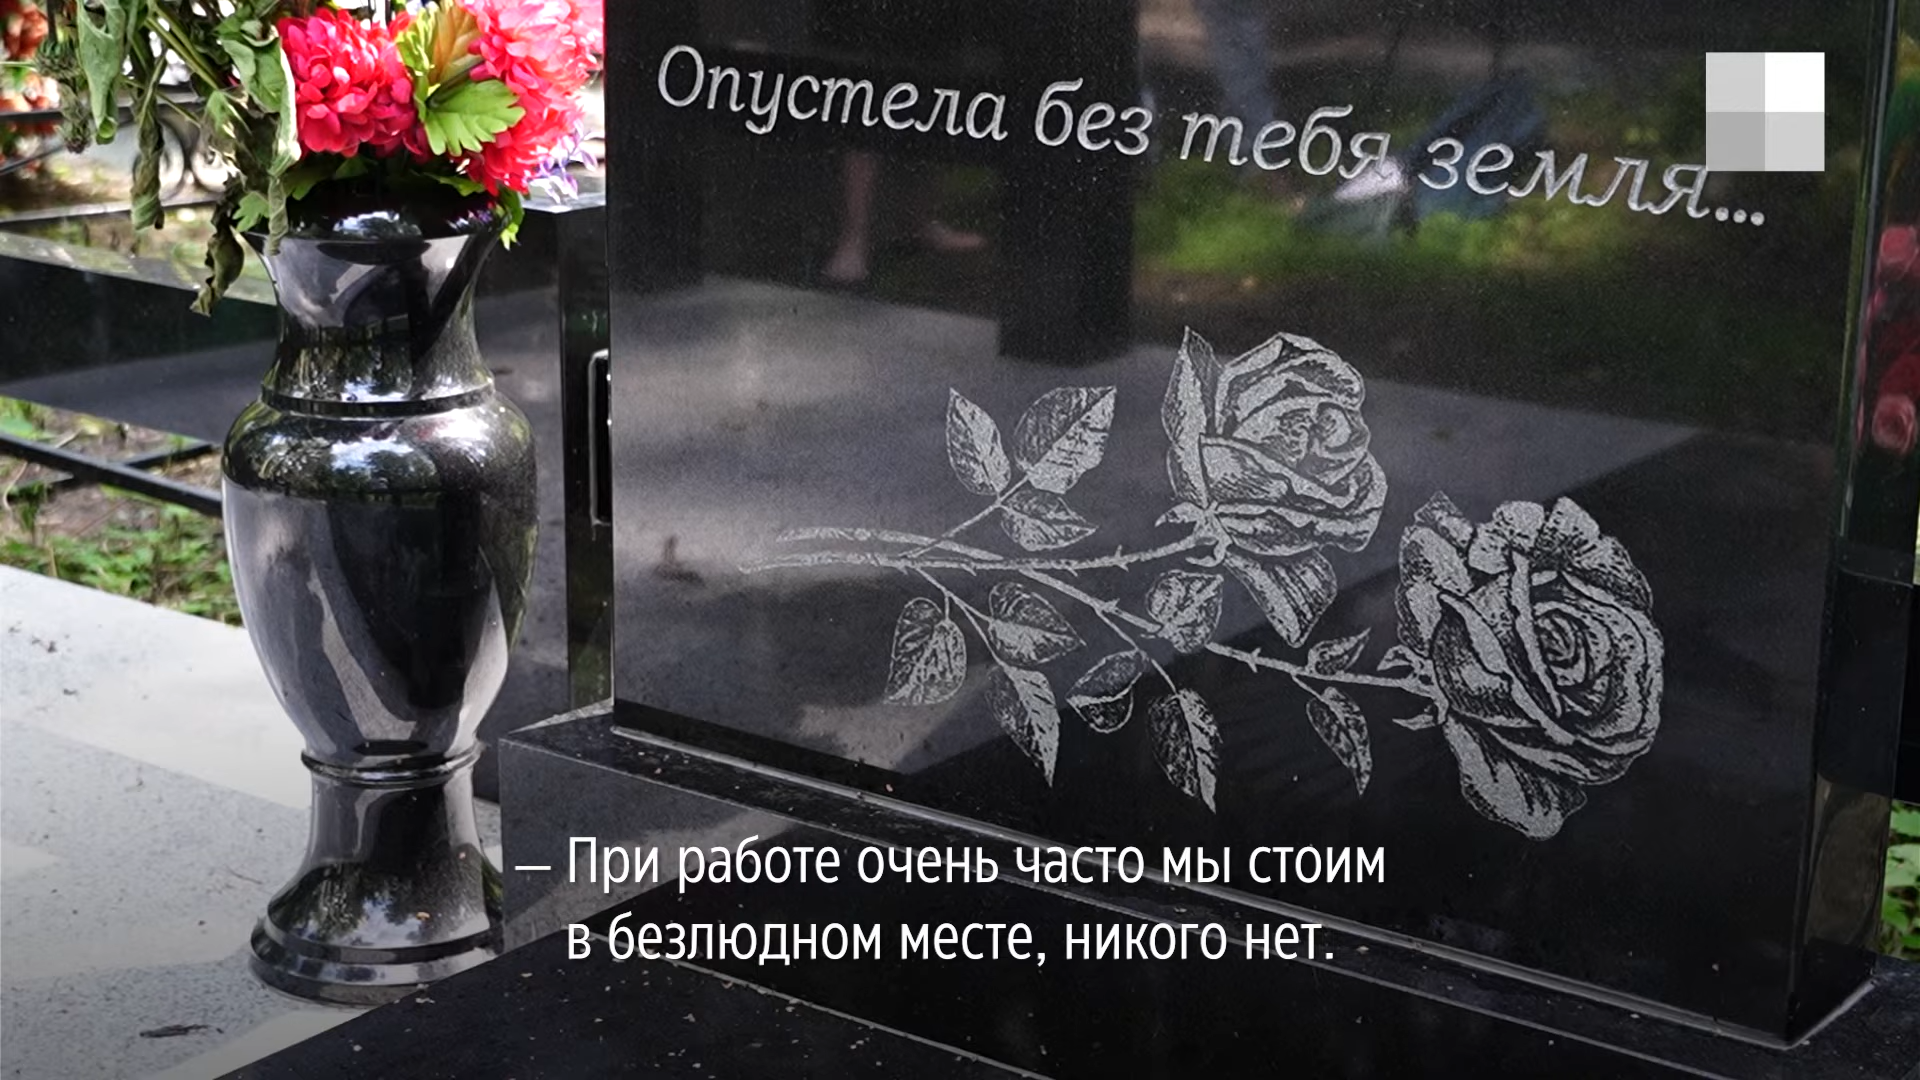 Опустела без тебя земля...
– При работе очень часто мы стоим
в безлюдном месте, никого нет.